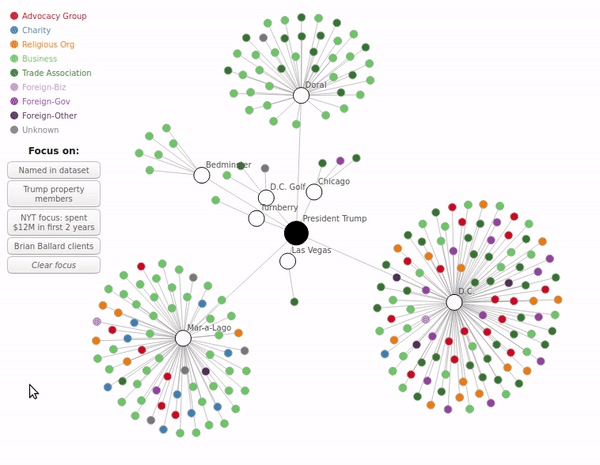 Advocacy Group
Charity
Religious Org
Business
Trade Association
Foreign-Biz
Foreign-Gov
Foreign-Other
Unknown
Focus on:
Named in dataset
Trump property
members
NYT focus: spent
$12M in first 2 years
Brian Ballard clients
Clear focus
Doral
Bedminster
D.C. Golf
Chicago
Turnberry
President Trump
Las Vegas
D.C.
Mar-a-Lago